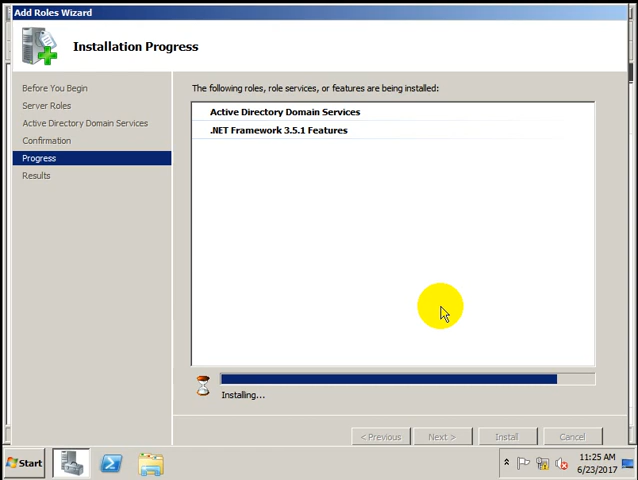 Add Roles Wizard
Installation Progress
Before You Begin
Server Roles
Active Directory Domain Services
Confirmation
Progress
Results
The following roles, role services, or features are being installed:
Active Directory Domain Services
.NET Framework 3.5.1 Features
Installing...
< Previous
Next >
Install
Cancel
Start
11:25 AM
6/23/2017